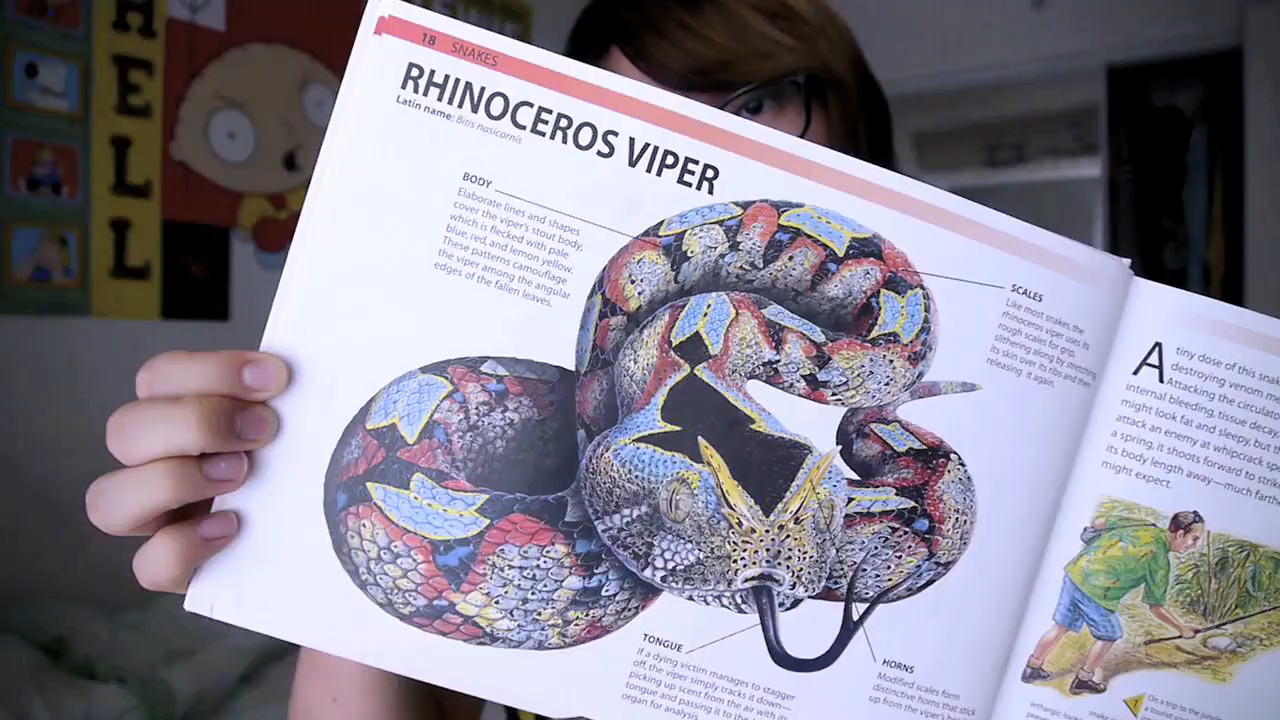 HELL
18 SNAKES
RHINOCEROS VIPER
Latin name: Bitis nasicornis
BODY
Elaborate lines and shapes
cover the viper's stout body,
which is flecked with pale
blue, red, and lemon yellow.
These patterns camouflage
the viper among the angular
edges of the fallen leaves.
SCALES
Like most snakes, the
rhinoceros viper uses its
rough scales for grip,
slithering along by stretching
its skin over its ribs and then
releasing it again.
TONGUE
If a dying victim manages to stagger
off, the viper simply tracks it down—
picking up scent from the air with its
tongue and passing it to the
organ for analysis.
HORNS
Modified scales form
distinctive horns that stick
up from the viper's
A tiny dose of this
destroying venom
Attacking the
internal bleeding, tissue
might look fat and sleepy, but
attack an enemy at whipcrack
a spring, it shoots forward to
its body length away—much
might expect.
On a trip to the
a